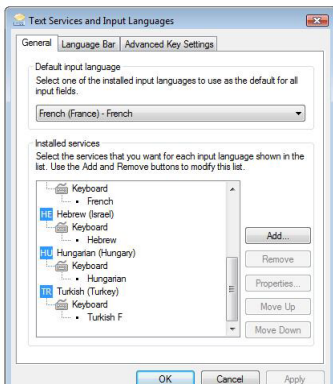 Text Services and Input Languages
General Language Bar Advanced Key Settings
Default input language
Select one of the installed input languages to use as the default for all
input fields.
French (France) - French
Installed services
Select the services that you want for each input language shown in the
list. Use the Add and Remove buttons to modify this list.
Keyboard
French
HE Hebrew (Israel)
Keyboard
Hebrew
HU Hungarian (Hungary)
Keyboard
Hungarian
TR Turkish (Turkey)
Keyboard
Turkish F
Add...
Remove
Properties...
Move Up
Move Down
OK Cancel Apply